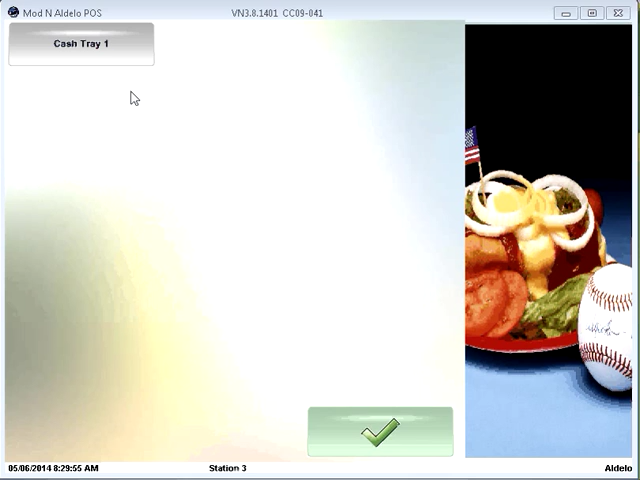 Mod N Aldelo POS
VN3.8.1401 CC09-041
Cash Tray 1
05/06/2014 8:29:55 AM
Station 3
Aldelo